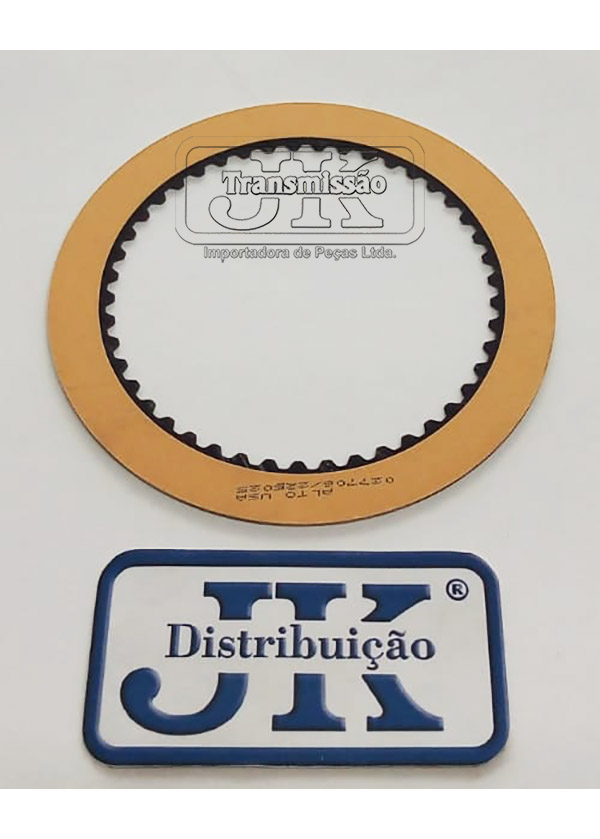 JK
Transmissão
Importadora de Peças Ltda.
ALTO USA
JK
Distribuição
®